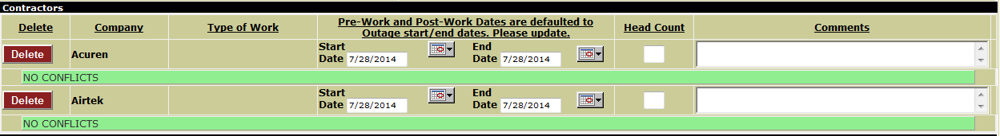 Contractors
Delete Company Type of Work Pre-Work and Post-Work Dates are defaulted to Outage start/end dates. Please update. Head Count Comments
Delete Acuren Start Date 7/28/2014 End Date 7/28/2014
NO CONFLICTS
Delete Airtek Start Date 7/28/2014 End Date 7/28/2014
NO CONFLICTS